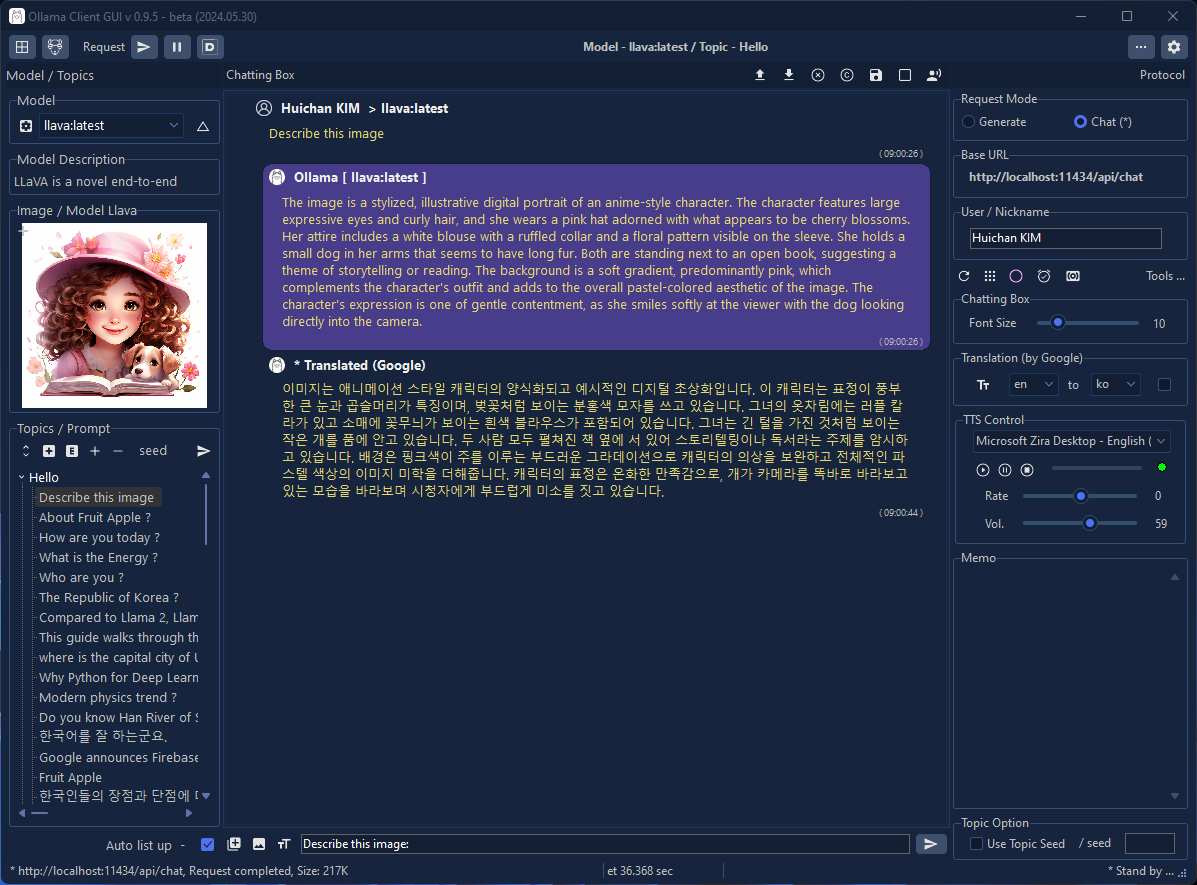 Ollama Client GUI v 0.9.5 - beta (2024.05.30)
Request
D
Model - llava:latest / Topic - Hello
Model / Topics
Chatting Box
Protocol
Model
llava:latest
Model Description
LLaVA is a novel end-to-end
Image / Model Llava
Topics / Prompt
E
seed
Hello
Describe this image
About Fruit Apple ?
How are you today ?
What is the Energy ?
Who are you ?
The Republic of Korea ?
Compared to Llama 2, Llam
This guide walks through th
where is the capital city of U
Why Python for Deep Learn
Modern physics trend ?
Do you know Han River of S
한국어를 잘 하는군요.
Google announces Firebase
Fruit Apple
한국인들의 장점과 단점에
Huichan KIM > llava:latest
Describe this image
( 09:00:26 )
Ollama [ llava:latest ]
The image is a stylized, illustrative digital portrait of an anime-style character. The character features large
expressive eyes and curly hair, and she wears a pink hat adorned with what appears to be cherry blossoms.
Her attire includes a white blouse with a ruffled collar and a floral pattern visible on the sleeve. She holds a
small dog in her arms that seems to have long fur. Both are standing next to an open book, suggesting a
theme of storytelling or reading. The background is a soft gradient, predominantly pink, which
complements the character's outfit and adds to the overall pastel-colored aesthetic of the image. The
character's expression is one of gentle contentment, as she smiles softly at the viewer with the dog looking
directly into the camera.
( 09:00:26 )
* Translated (Google)
이미지는 애니메이션 스타일 캐릭터의 양식화되고 예시적인 디지털 초상화입니다. 이 캐릭터는 표정이 풍부
한 큰 눈과 곱슬머리가 특징이며, 벚꽃처럼 보이는 분홍색 모자를 쓰고 있습니다. 그녀의 옷차림에는 러플 칼
라가 있고 소매에 꽃무늬가 보이는 흰색 블라우스가 포함되어 있습니다. 그녀는 긴 털을 가진 것처럼 보이는
작은 개를 품에 안고 있습니다. 두 사람 모두 펼쳐진 책 옆에 서 있어 스토리텔링이나 독서라는 주제를 암시하
고 있습니다. 배경은 핑크색이 주를 이루는 부드러운 그라데이션으로 캐릭터의 의상을 보완하고 전체적인 파
스텔 색상의 이미지 미학을 더해줍니다. 캐릭터의 표정은 온화한 만족감으로, 개가 카메라를 똑바로 바라보고
있는 모습을 바라보며 시청자에게 부드럽게 미소를 짓고 있습니다.
( 09:00:44 )
Request Mode
Generate
Chat (*)
Base URL
http://localhost:11434/api/chat
User / Nickname
Huichan KIM
Tools ...
Chatting Box
Font Size
10
Translation (by Google)
Tт
en
to
ko
TTS Control
Microsoft Zira Desktop - English (
Rate
0
Vol.
59
Memo
Topic Option
Use Topic Seed
/ seed
Auto list up -
Describe this image:
* http://localhost:11434/api/chat, Request completed, Size: 217K
et 36.368 sec
* Stand by ...